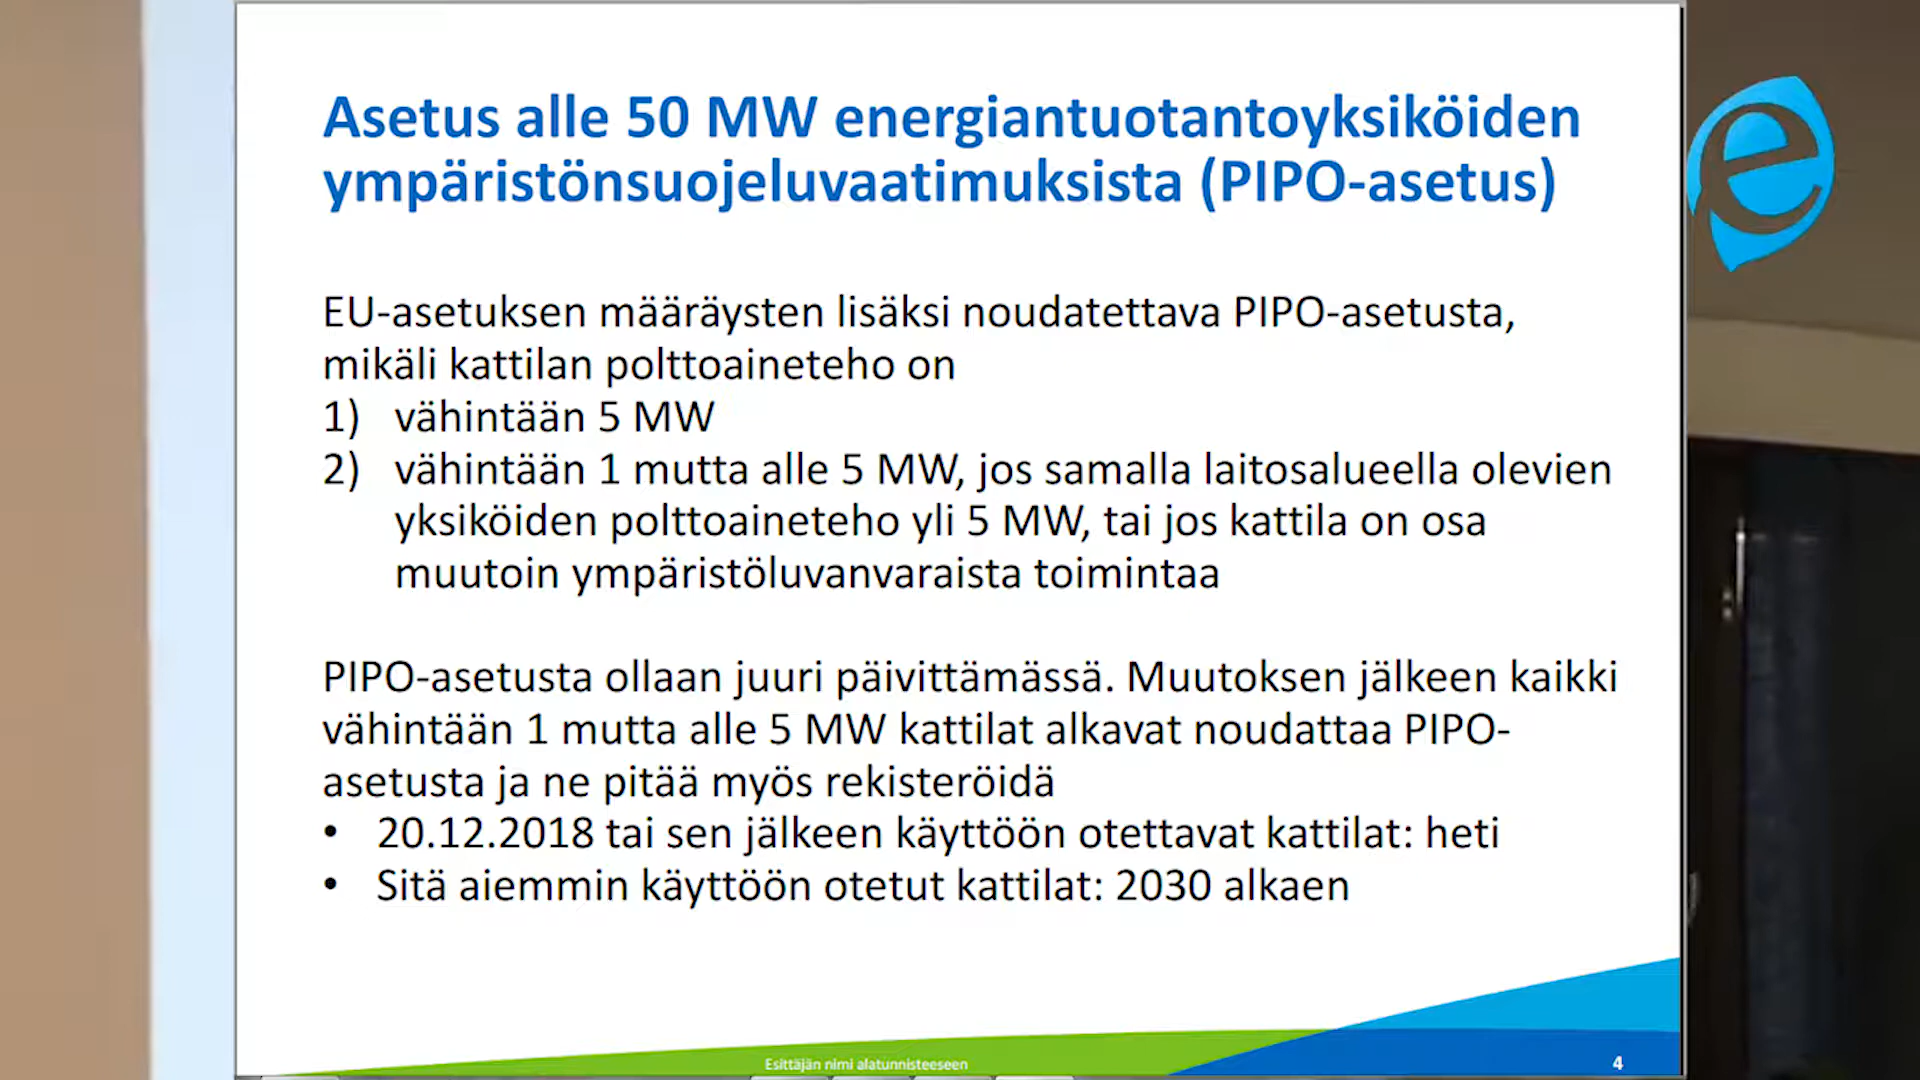 Asetus alle 50 MW energiantuotantoyksiköiden
ympäristönsuojeluvaatimuksista (PIPO-asetus)
EU-asetuksen määräysten lisäksi noudatettava PIPO-asetusta,
mikäli kattilan polttoaineteho on
1) vähintään 5 MW
2) vähintään 1 mutta alle 5 MW, jos samalla laitosalueella olevien
yksiköiden polttoaineteho yli 5 MW, tai jos kattila on osa
muutoin ympäristöluvanvaraista toimintaa
PIPO-asetusta ollaan juuri päivittämässä. Muutoksen jälkeen kaikki
vähintään 1 mutta alle 5 MW kattilat alkavat noudattaa PIPO-
asetusta ja ne pitää myös rekisteröidä
• 20.12.2018 tai sen jälkeen käyttöön otettavat kattilat: heti
• Sitä aiemmin käyttöön otetut kattilat: 2030 alkaen
Esittäjän nimi alatunnisteeseen
4